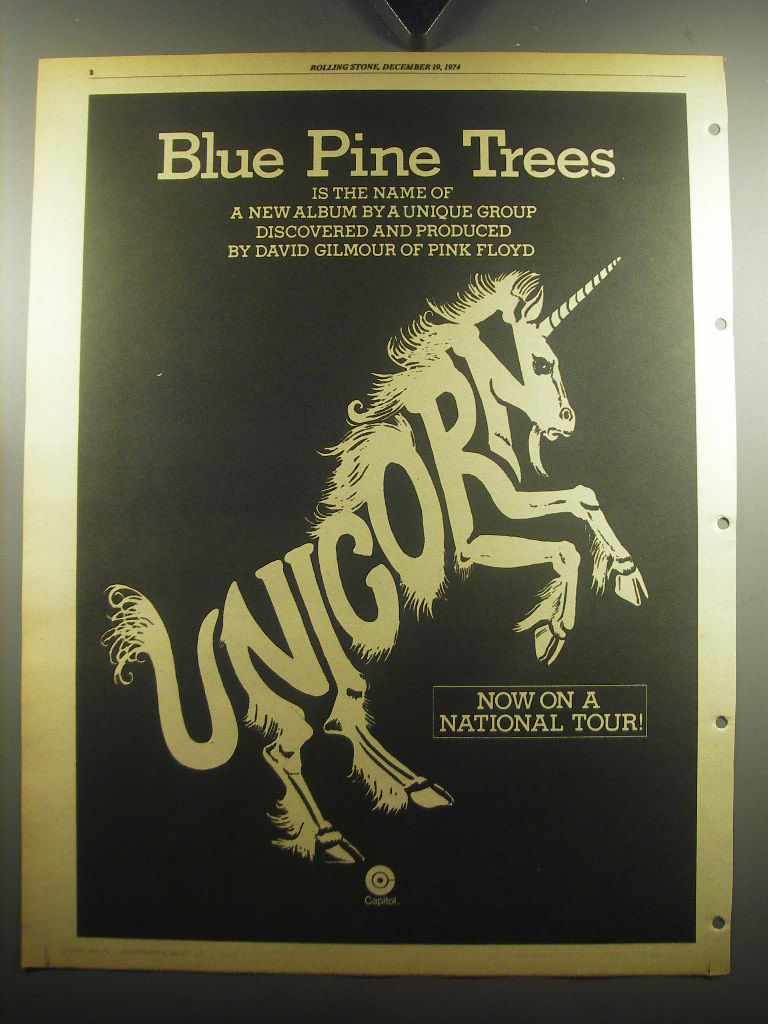 8
ROLLING STONE, DECEMBER 19, 1974
Blue Pine Trees
IS THE NAME OF
A NEW ALBUM BY A UNIQUE GROUP
DISCOVERED AND PRODUCED
BY DAVID GILMOUR OF PINK FLOYD
UNICORN
NOW ON A
NATIONAL TOUR!
Capitol